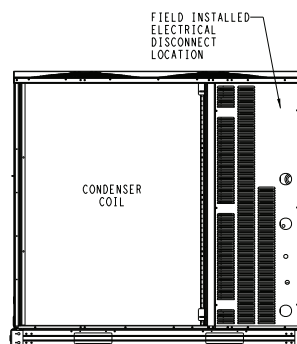 FIELD INSTALLED
ELECTRICAL
DISCONNECT
LOCATION
CONDENSER
COIL